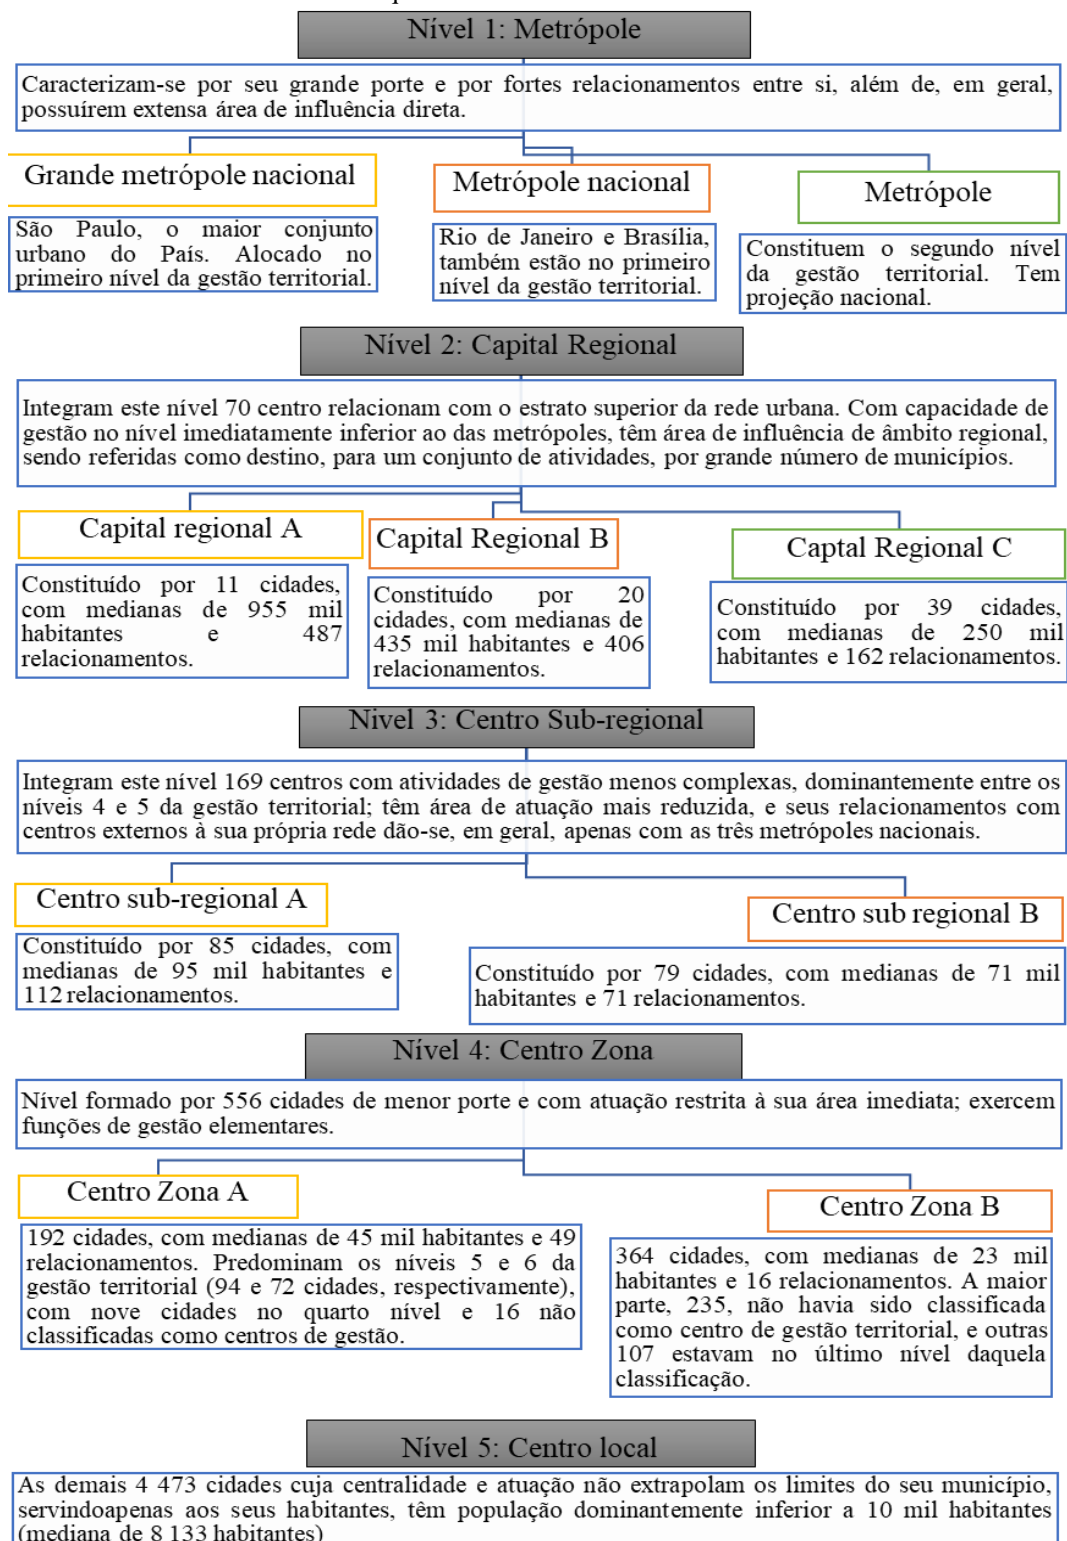 Nível 1: Metrópole
Caracterizam-se por seu grande porte e por fortes relacionamentos entre si, além de, em geral,
possuírem extensa área de influência direta.
Grande metrópole nacional
São Paulo, o maior conjunto
urbano do País. Alocado no
primeiro nível da gestão territorial.
Metrópole nacional
Rio de Janeiro e Brasília,
também estão no primeiro
nível da gestão territorial.
Metrópole
Constituem o segundo nível
da gestão territorial. Tem
projeção nacional.
Nível 2: Capital Regional
Integram este nível 70 centro relacionam com o estrato superior da rede urbana. Com capacidade de
gestão no nível imediatamente inferior ao das metrópoles, têm área de influência de âmbito regional,
sendo referidas como destino, para um conjunto de atividades, por grande número de municípios.
Capital regional A
Constituído por 11 cidades,
com medianas de 955 mil
habitantes e 487
relacionamentos.
Capital Regional B
Constituído por 20
cidades, com medianas de
435 mil habitantes e 406
relacionamentos.
Captal Regional C
Constituído por 39 cidades,
com medianas de 250 mil
habitantes e 162 relacionamentos.
Nivel 3: Centro Sub-regional
Integram este nível 169 centros com atividades de gestão menos complexas, dominantemente entre os
níveis 4 e 5 da gestão territorial; têm área de atuação mais reduzida, e seus relacionamentos com
centros externos à sua própria rede dão-se, em geral, apenas com as três metrópoles nacionais.
Centro sub-regional A
Constituído por 85 cidades, com
medianas de 95 mil habitantes e
112 relacionamentos.
Centro sub regional B
Constituído por 79 cidades, com medianas de 71 mil
habitantes e 71 relacionamentos.
Nível 4: Centro Zona
Nível formado por 556 cidades de menor porte e com atuação restrita à sua área imediata; exercem
funções de gestão elementares.
Centro Zona A
192 cidades, com medianas de 45 mil habitantes e 49
relacionamentos. Predominam os níveis 5 e 6 da
gestão territorial (94 e 72 cidades, respectivamente),
com nove cidades no quarto nível e 16 não
classificadas como centros de gestão.
Centro Zona B
364 cidades, com medianas de 23 mil
habitantes e 16 relacionamentos. A maior
parte, 235, não havia sido classificada
como centro de gestão territorial, e outras
107 estavam no último nível daquela
classificação.
Nível 5: Centro local
As demais 4 473 cidades cuja centralidade e atuação não extrapolam os limites do seu município,
servindoapenas aos seus habitantes, têm população dominantemente inferior a 10 mil habitantes
(mediana de 8 133 habitantes)